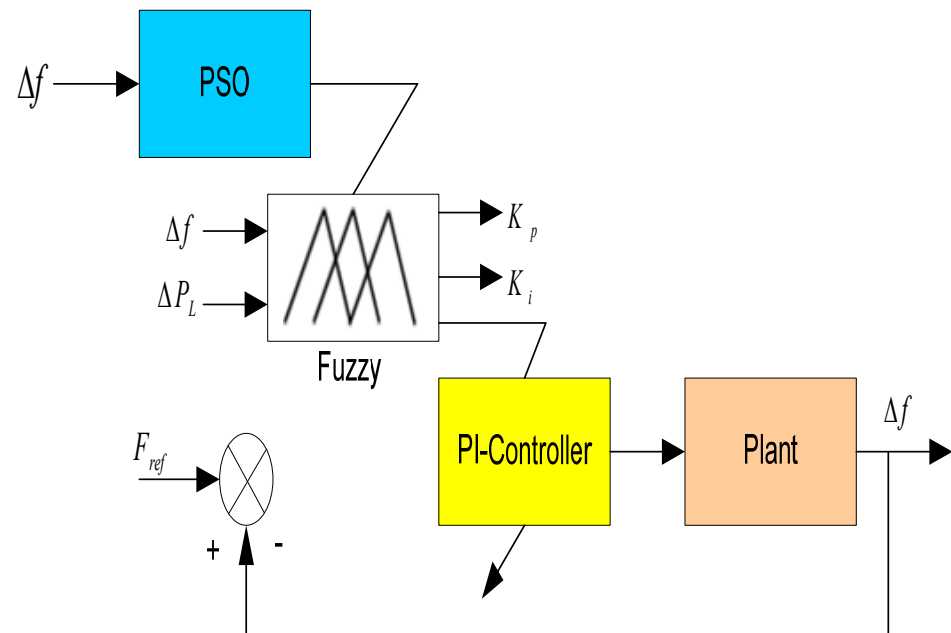 Δf
PSO
Δf
ΔP_L
K_p
K_i
Fuzzy
F_ref
PI-Controller
Plant
Δf
+ -